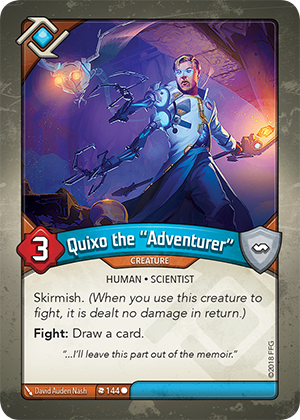 Quixo the "Adventurer"
3
CREATURE
HUMAN • SCIENTIST
Skirmish. (When you use this creature to
fight, it is dealt no damage in return.)
Fight: Draw a card.
"...I'll leave this part out of the memoir."
David Auden Nash
144
©2018 FFG